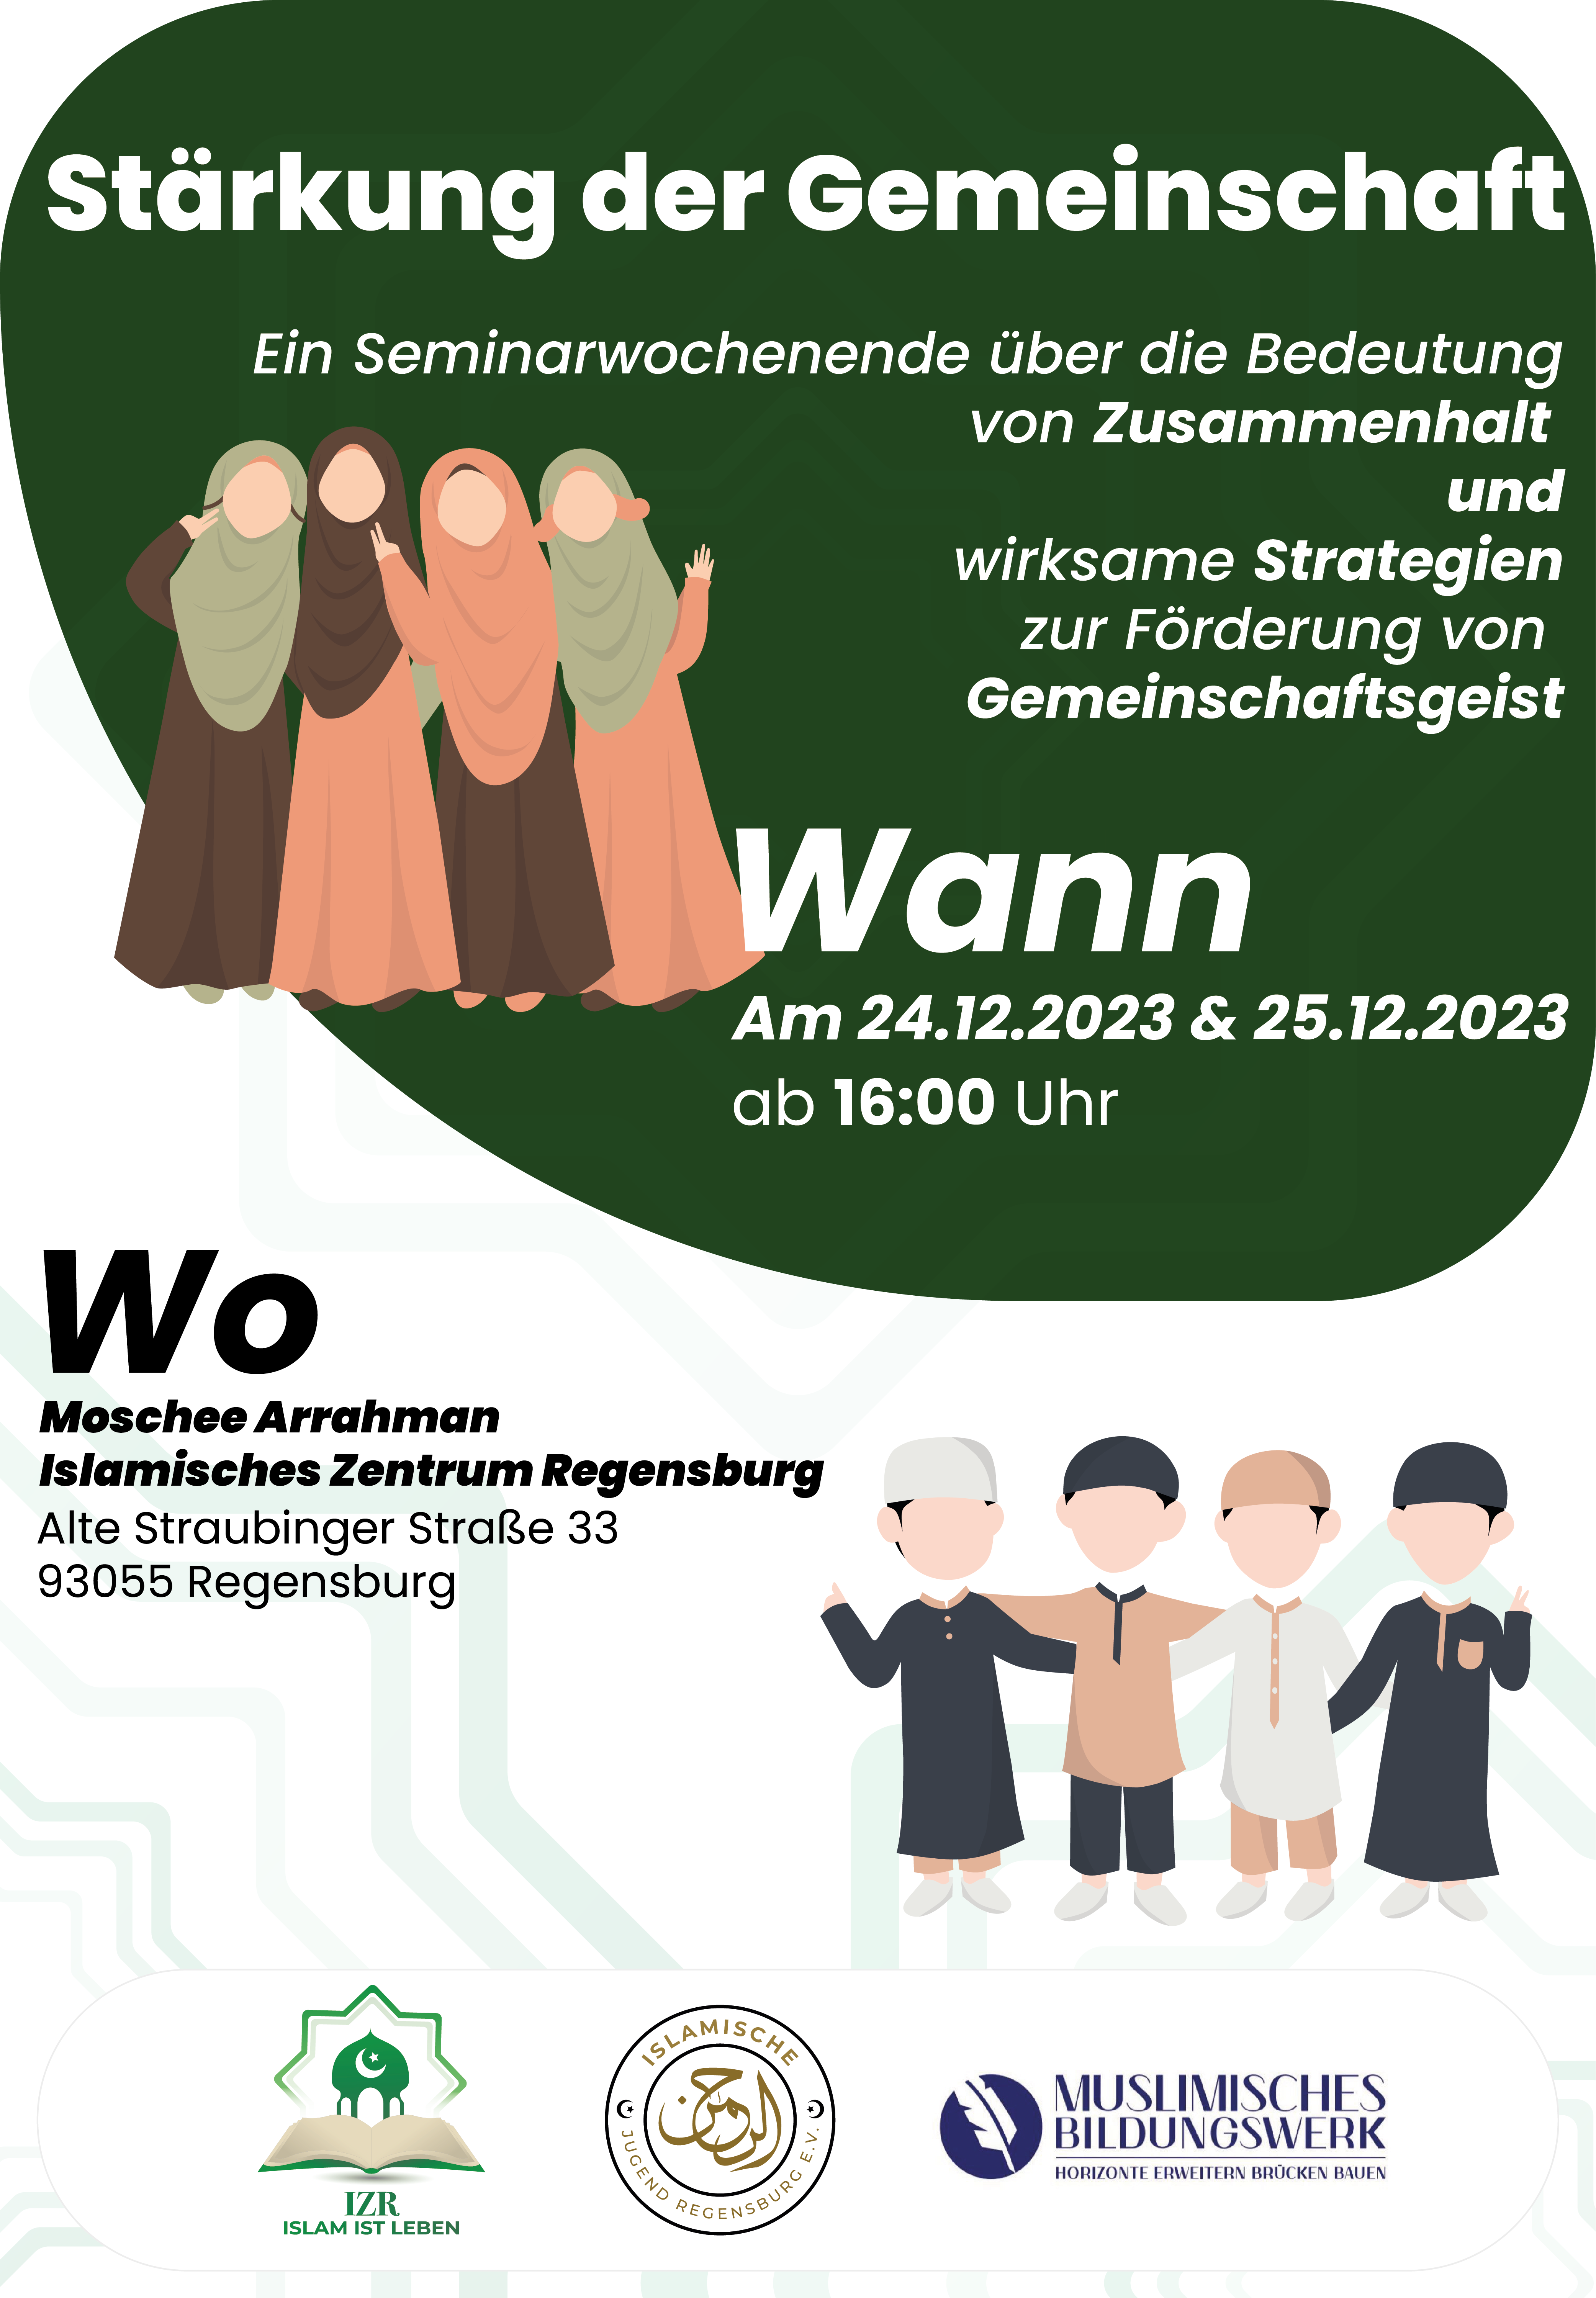 Stärkung der Gemeinschaft
Ein Seminarwochenende über die Bedeutung
von Zusammenhalt
und
wirksame Strategien
zur Förderung von
Gemeinschaftsgeist
Wann
Am 24.12.2023 & 25.12.2023
ab 16:00 Uhr
Wo
Moschee Arrahman
Islamisches Zentrum Regensburg
Alte Straubinger Straße 33
93055 Regensburg
IZR
ISLAM IST LEBEN
ISLAMISCHE
الرحمن
JUGEND REGENSBURG E.V.
MUSLIMISCHES
BILDUNGSWERK
HORIZONTE ERWEITERN BRÜCKEN BAUEN